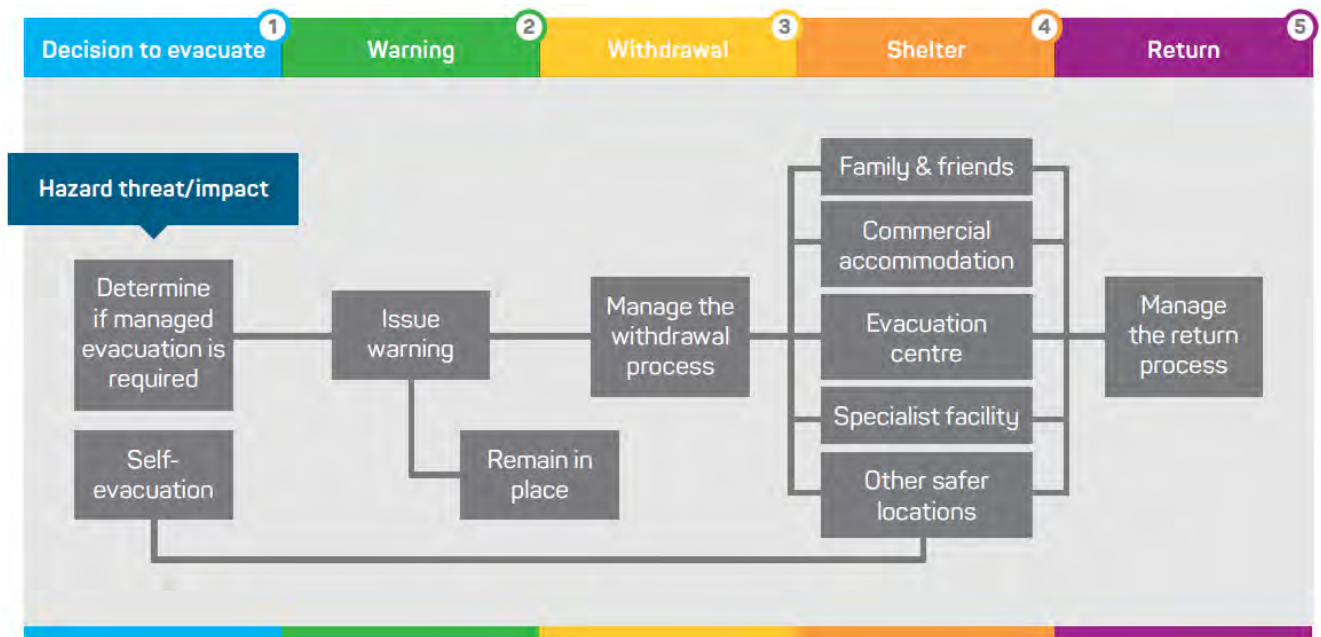 Decision to evacuate
1
Warning
2
Withdrawal
3
Shelter
4
Return
5
Hazard threat/impact
Determine
if managed
evacuation is
required
Self-
evacuation
Issue
warning
Remain in
place
Manage the
withdrawal
process
Family & friends
Commercial
accommodation
Evacuation
centre
Specialist facility
Other safer
locations
Manage
the return
process